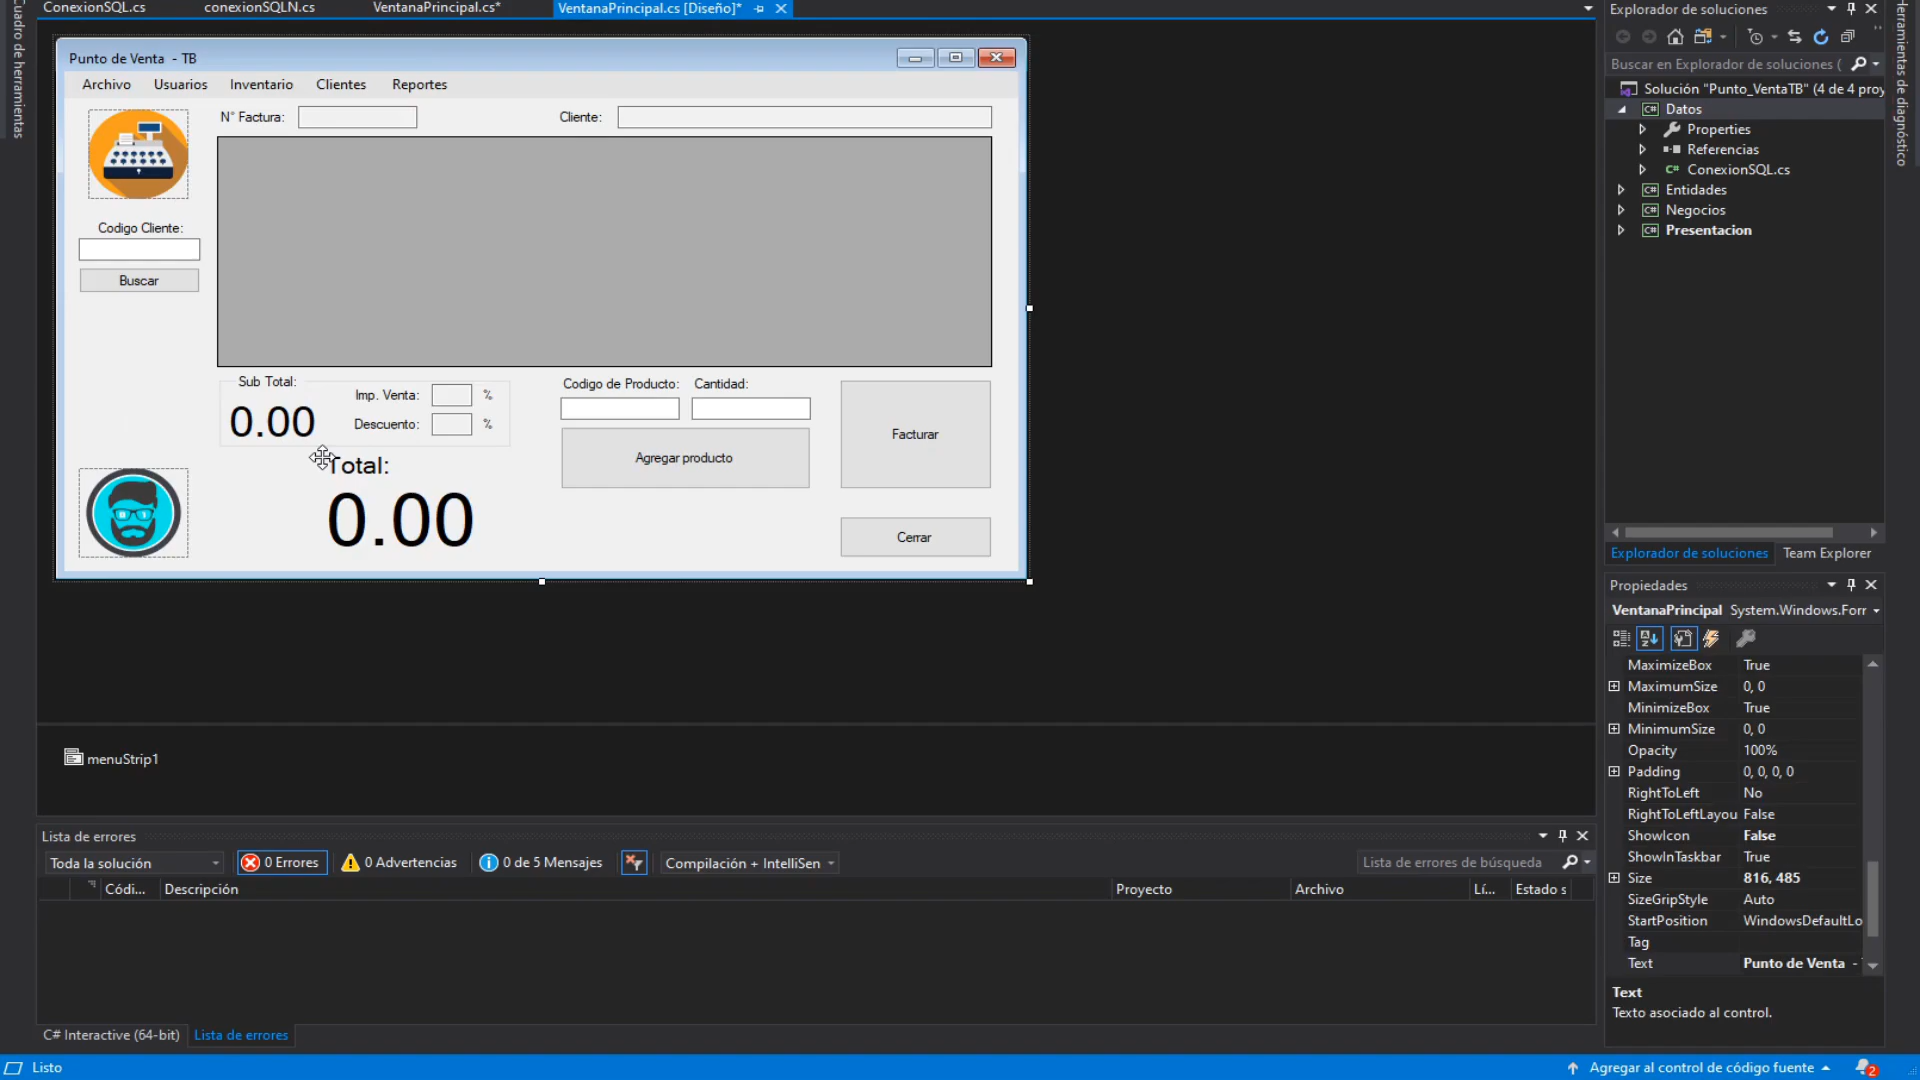 ConexionSQL.cs
conexionSQLN.cs
VentanaPrincipal.cs*
VentanaPrincipal.cs [Diseño]*
Cuadro de herramientas
Punto de Venta - TB
Archivo
Usuarios
Inventario
Clientes
Reportes
N° Factura:
Cliente:
Codigo Cliente:
Buscar
Sub Total:
0.00
Imp. Venta:
%
Descuento:
%
Total:
0.00
Codigo de Producto:
Cantidad:
Agregar producto
Facturar
Cerrar
menuStrip1
Lista de errores
Toda la solución
0 Errores
0 Advertencias
0 de 5 Mensajes
Compilación + IntelliSen
Lista de errores de búsqueda
Códi...
Descripción
Proyecto
Archivo
Lí...
Estado s
C# Interactive (64-bit)
Lista de errores
Explorador de soluciones
Buscar en Explorador de soluciones (
Solución "Punto_VentaTB" (4 de 4 proy
Datos
Properties
Referencias
C# ConexionSQL.cs
C# Entidades
C# Negocios
C# Presentacion
Explorador de soluciones
Team Explorer
Propiedades
VentanaPrincipal System.Windows.Forr
MaximizeBox True
MaximumSize 0, 0
MinimizeBox True
MinimumSize 0, 0
Opacity 100%
Padding 0, 0, 0, 0
RightToLeft No
RightToLeftLayou False
ShowIcon False
ShowInTaskbar True
Size 816, 485
SizeGripStyle Auto
StartPosition WindowsDefaultLo
Tag
Text Punto de Venta -
Text
Texto asociado al control.
Herramientas de diagnóstico
Listo
Agregar al control de código fuente
2